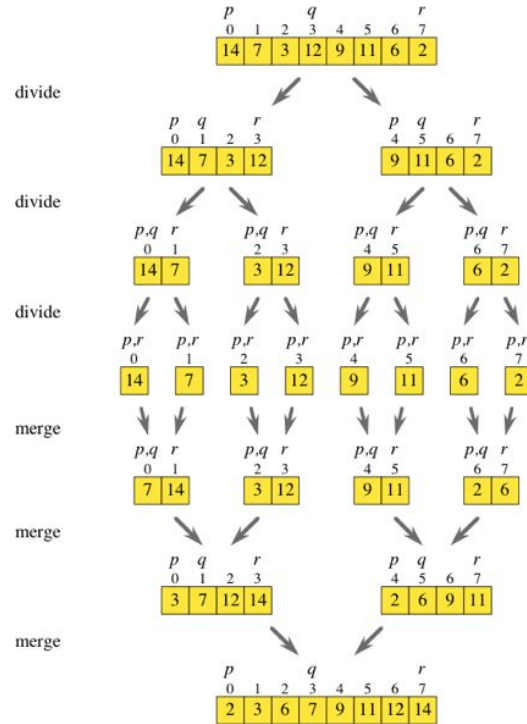 p q r
0 1 2 3 4 5 6 7
14 7 3 12 9 11 6 2
divide
p q r p q r
0 1 2 3 4 5 6 7
14 7 3 12 9 11 6 2
divide
p,q r p,q r p,q r p,q r
0 1 2 3 4 5 6 7
14 7 3 12 9 11 6 2
divide
p,r p,r p,r p,r p,r p,r p,r p,r
0 1 2 3 4 5 6 7
14 7 3 12 9 11 6 2
merge
p,q r p,q r p,q r p,q r
0 1 2 3 4 5 6 7
7 14 3 12 9 11 2 6
merge
p q r p q r
0 1 2 3 4 5 6 7
3 7 12 14 2 6 9 11
merge
p q r
0 1 2 3 4 5 6 7
2 3 6 7 9 11 12 14